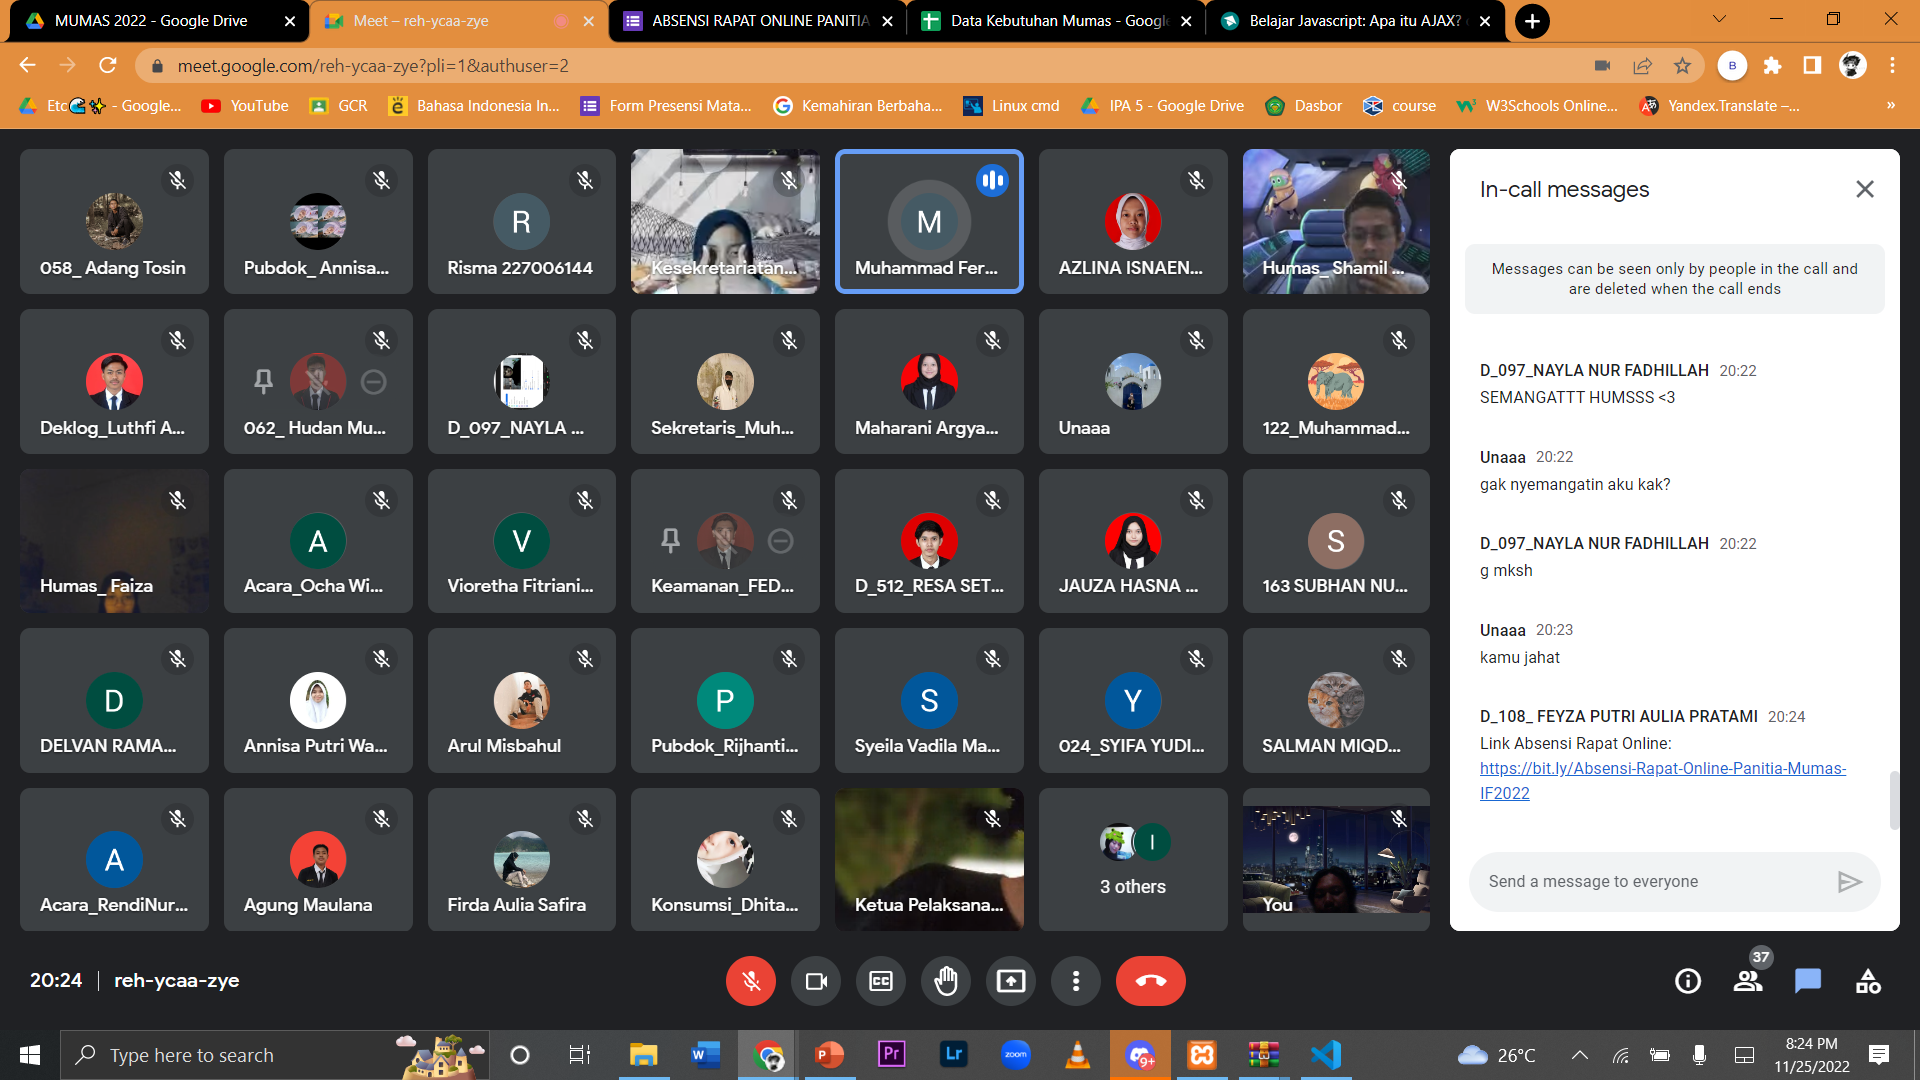 MUMAS 2022 - Google Drive
Meet – reh-ycaa-zye
ABSENSI RAPAT ONLINE PANITIA
Data Kebutuhan Mumas - Google
Belajar Javascript: Apa itu AJAX?
meet.google.com/reh-ycaa-zye?pli=1&authuser=2
B
Etc🌊✨ - Google...
YouTube
GCR
Bahasa Indonesia In...
Form Presensi Mata...
Kemahiran Berbaha...
Linux cmd
IPA 5 - Google Drive
Dasbor
course
W3Schools Online...
Yandex.Translate –...
»
058_ Adang Tosin
Pubdok_ Annisa...
R
Risma 227006144
Kesekretariatan...
M
Muhammad Fer...
AZLINA ISNAEN...
Humas_ Shamil ...
Deklog_Luthfi A...
062_ Hudan Mu...
D_097_NAYLA ...
Sekretaris_Muh...
Maharani Argya...
Unaaa
122_Muhammad...
Humas_ Faiza
A
Acara_Ocha Wi...
V
Vioretha Fitriani...
Keamanan_FED...
D_512_RESA SET...
JAUZA HASNA ...
S
163 SUBHAN NU...
D
DELVAN RAMA...
Annisa Putri Wa...
Arul Misbahul
P
Pubdok_Rijhanti...
S
Syeila Vadila Ma...
Y
024_SYIFA YUDI...
SALMAN MIQD...
A
Acara_RendiNur...
Agung Maulana
Firda Aulia Safira
Konsumsi_Dhita...
Ketua Pelaksana...
I
3 others
You
In-call messages
Messages can be seen only by people in the call and
are deleted when the call ends
D_097_NAYLA NUR FADHILLAH 20:22
SEMANGATTT HUMSSS <3
Unaaa 20:22
gak nyemangatin aku kak?
D_097_NAYLA NUR FADHILLAH 20:22
g mksh
Unaaa 20:23
kamu jahat
D_108_ FEYZA PUTRI AULIA PRATAMI 20:24
Link Absensi Rapat Online:
https://bit.ly/Absensi-Rapat-Online-Panitia-Mumas-
IF2022
Send a message to everyone
20:24 | reh-ycaa-zye
37
Type here to search
W
P
Pr
Lr
zoom
9+
26°C
8:24 PM
11/25/2022